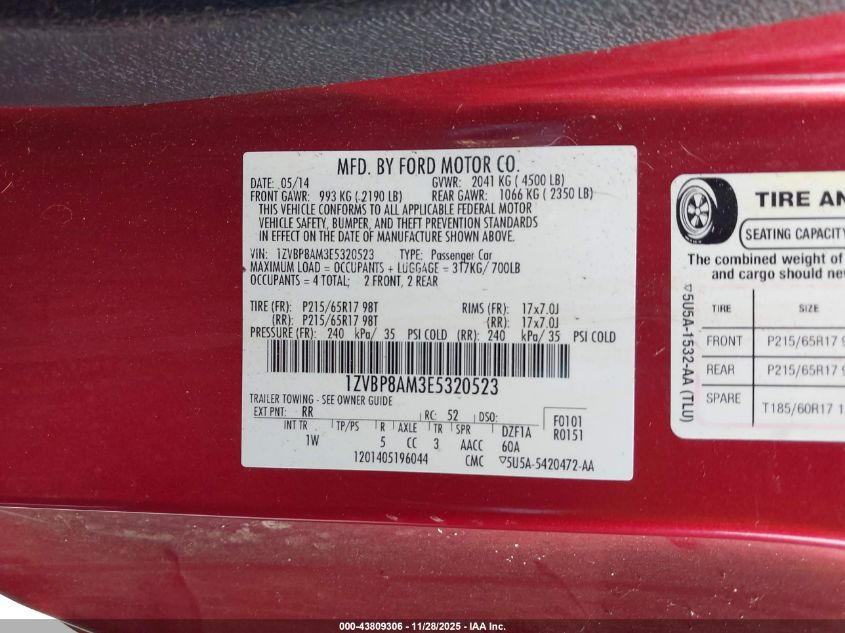 MFD. BY FORD MOTOR CO.
DATE: 05/14 GVWR: 2041 KG ( 4500 LB)
FRONT GAWR: 993 KG ( 2190 LB) REAR GAWR: 1066 KG ( 2350 LB)
THIS VEHICLE CONFORMS TO ALL APPLICABLE FEDERAL MOTOR
VEHICLE SAFETY, BUMPER, AND THEFT PREVENTION STANDARDS
IN EFFECT ON THE DATE OF MANUFACTURE SHOWN ABOVE.
VIN: 1ZVBP8AM3E5320523 TYPE: Passenger Car
MAXIMUM LOAD = OCCUPANTS + LUGGAGE = 317KG/ 700LB
OCCUPANTS = 4 TOTAL; 2 FRONT, 2 REAR
TIRE (FR): P215/65R17 98T RIMS (FR): 17x7.0J
(RR): P215/65R17 98T (RR): 17x7.0J
PRESSURE (FR): 240 kPa/ 35 PSI COLD (RR): 240 kPa/ 35 PSI COLD
1ZVBP8AM3E5320523
TRAILER TOWING - SEE OWNER GUIDE
EXT PNT: RR RC: 52 DSO: F0101
INT TR TP/PS R AXLE TR SPR DZF1A R0151
1W 5 CC 3 AACC 60A
1201405196044 CMC ▽5U5A-5420472-AA
TIRE AN
SEATING CAPACITY
The combined weight of
and cargo should nev
TIRE SIZE
FRONT P215/65R17 9
REAR P215/65R17 9
SPARE T185/60R17 1
▽5U5A-1532-AA (TLU)
000-43809306 - 11/28/2025 - IAA Inc.